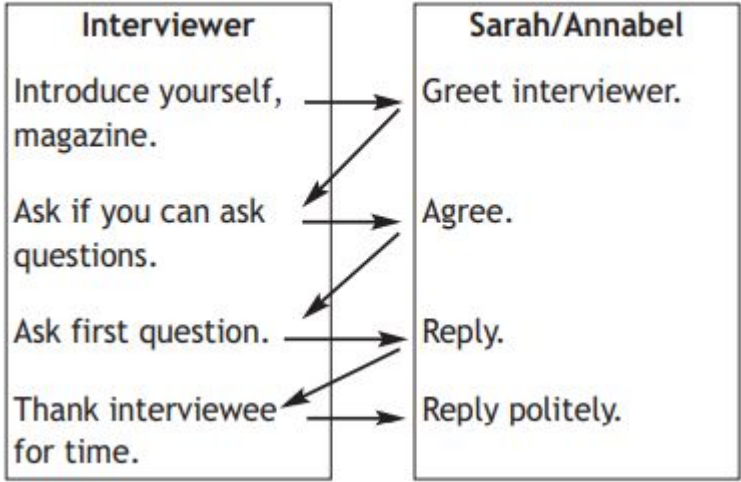 Interviewer
Introduce yourself,
magazine.
Ask if you can ask
questions.
Ask first question.
Thank interviewee
for time.
Sarah/Annabel
Greet interviewer.
Agree.
Reply.
Reply politely.